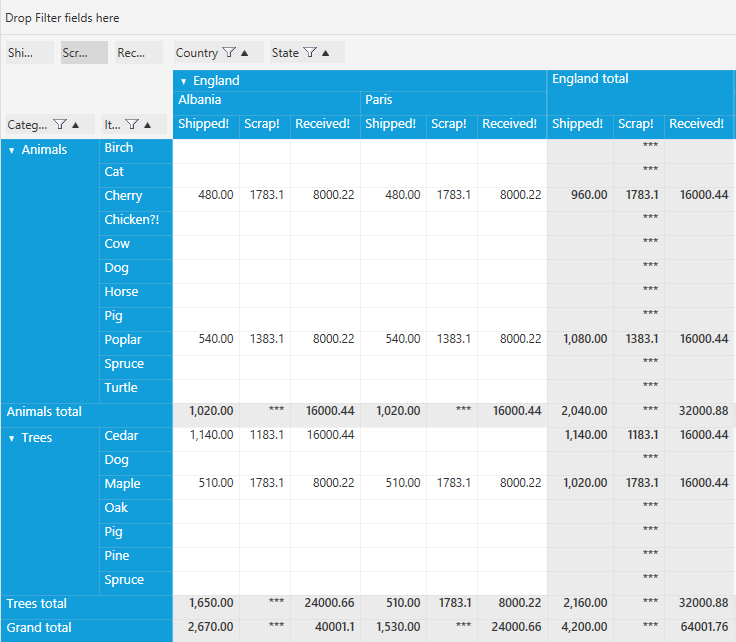 Drop Filter fields here
Shi... Scr... Rec... Country State
England England total
Albania Paris
Categ... It... Shipped! Scrap! Received! Shipped! Scrap! Received! Shipped! Scrap! Received!
Animals Birch ***
Cat ***
Cherry 480.00 1783.1 8000.22 480.00 1783.1 8000.22 960.00 1783.1 16000.44
Chicken?! ***
Cow ***
Dog ***
Horse ***
Pig ***
Poplar 540.00 1383.1 8000.22 540.00 1383.1 8000.22 1,080.00 1383.1 16000.44
Spruce ***
Turtle ***
Animals total 1,020.00 *** 16000.44 1,020.00 *** 16000.44 2,040.00 *** 32000.88
Trees Cedar 1,140.00 1183.1 16000.44 1,140.00 1183.1 16000.44
Dog ***
Maple 510.00 1783.1 8000.22 510.00 1783.1 8000.22 1,020.00 1783.1 16000.44
Oak ***
Pig ***
Pine ***
Spruce ***
Trees total 1,650.00 *** 24000.66 510.00 1783.1 8000.22 2,160.00 *** 32000.88
Grand total 2,670.00 *** 40001.1 1,530.00 *** 24000.66 4,200.00 *** 64001.76